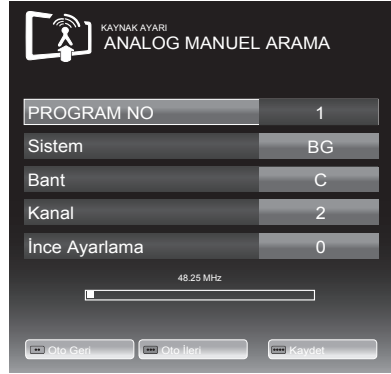 KAYNAK AYARI
ANALOG MANUEL ARAMA
PROGRAM NO 1
Sistem BG
Bant C
Kanal 2
İnce Ayarlama 0
48.25 MHz
Oto Geri Oto İleri Kaydet